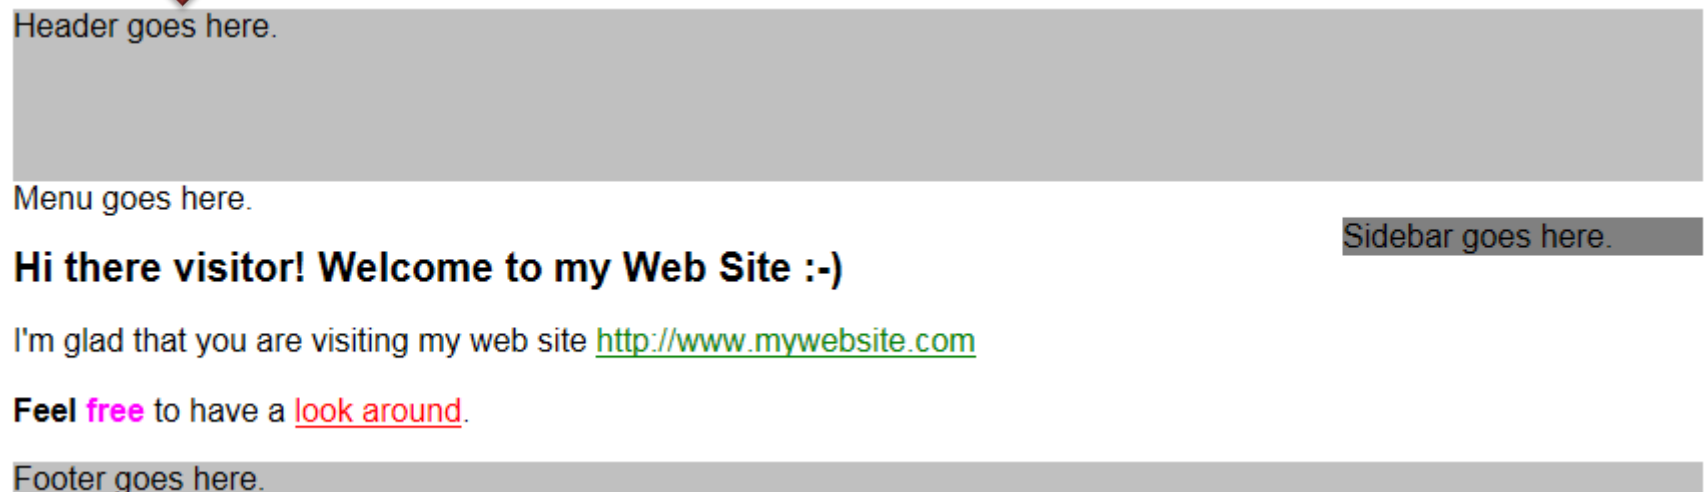 Header goes here.
Menu goes here.
Sidebar goes here.
Hi there visitor! Welcome to my Web Site :-)
I'm glad that you are visiting my web site http://www.mywebsite.com
Feel free to have a look around.
Footer goes here.